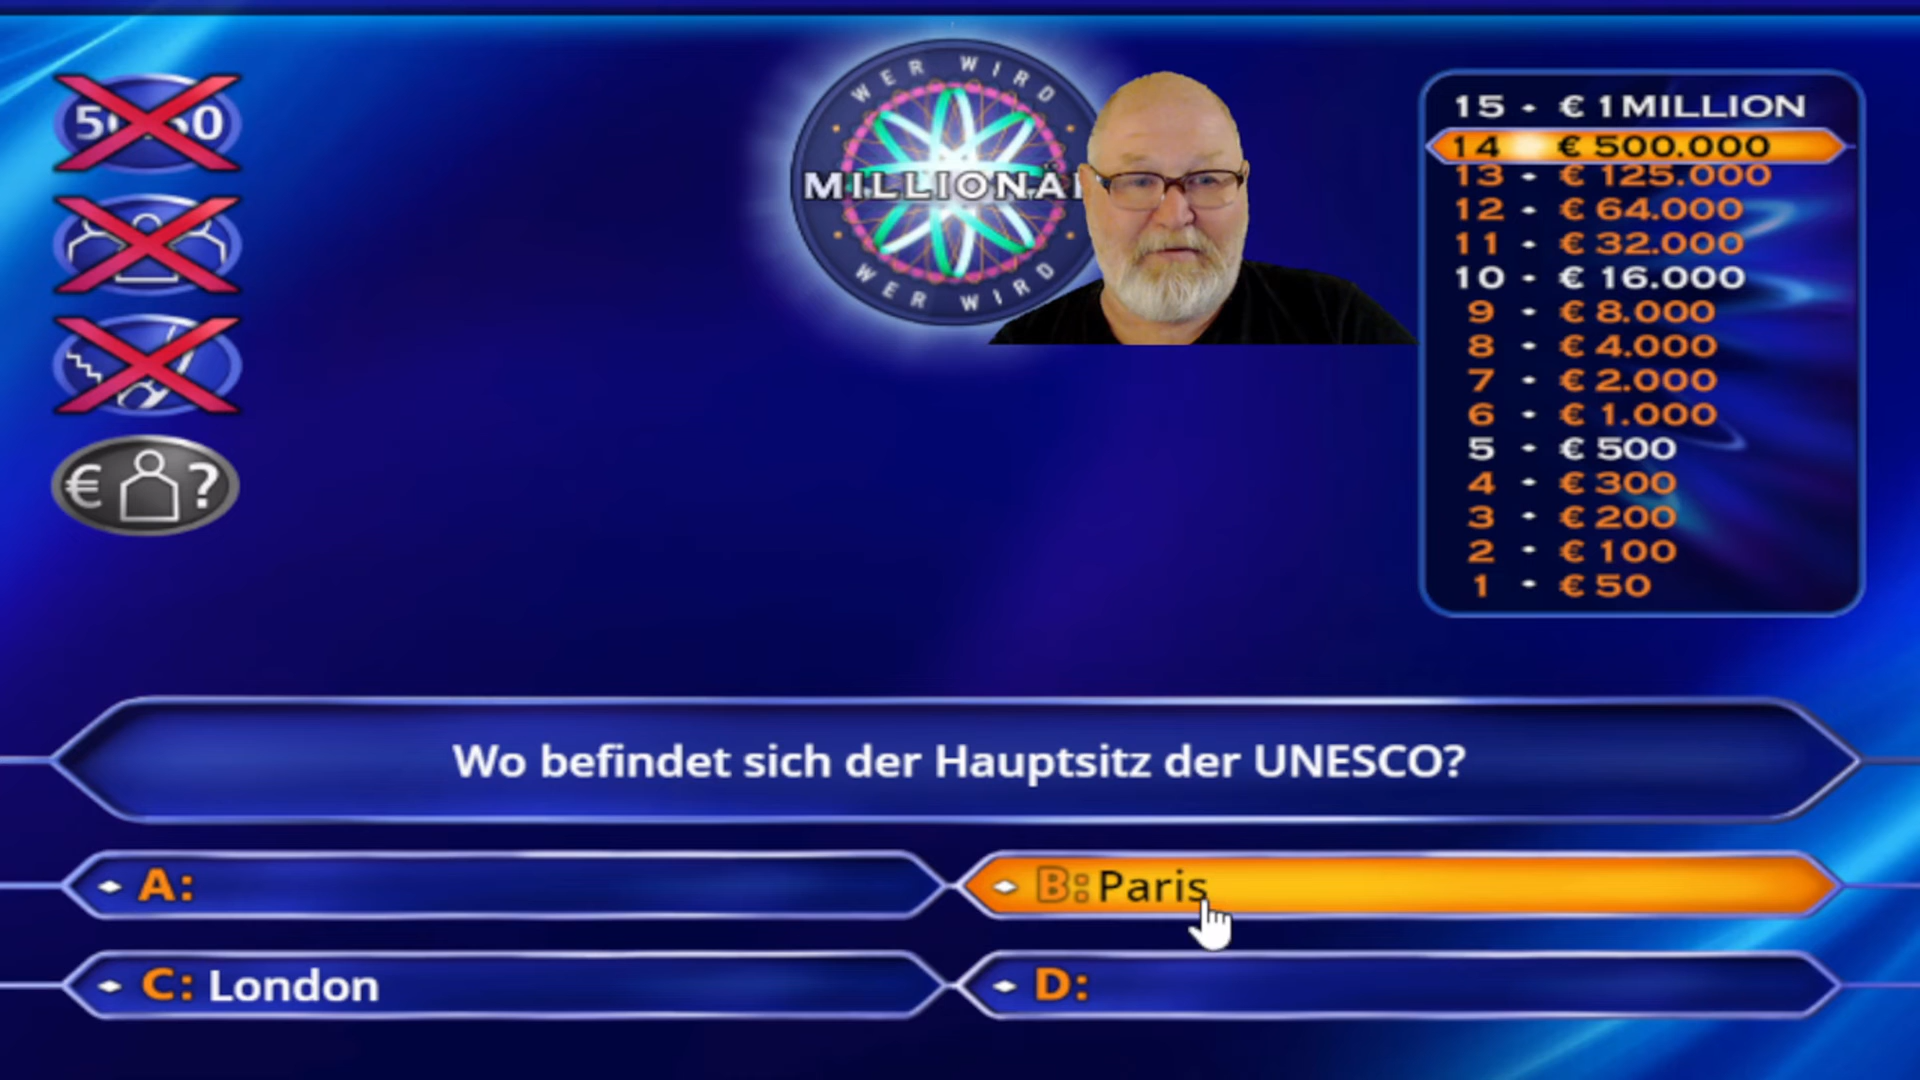 WER WIRD
MILLIONÄ
WER WIRD
50
€ ?
15 • € 1 MILLION
14 € 500.000
13 • € 125.000
12 • € 64.000
11 • € 32.000
10 • € 16.000
9 • € 8.000
8 • € 4.000
7 • € 2.000
6 • € 1.000
5 • € 500
4 • € 300
3 • € 200
2 • € 100
1 • € 50
Wo befindet sich der Hauptsitz der UNESCO?
A:
B: Paris
C: London
D: